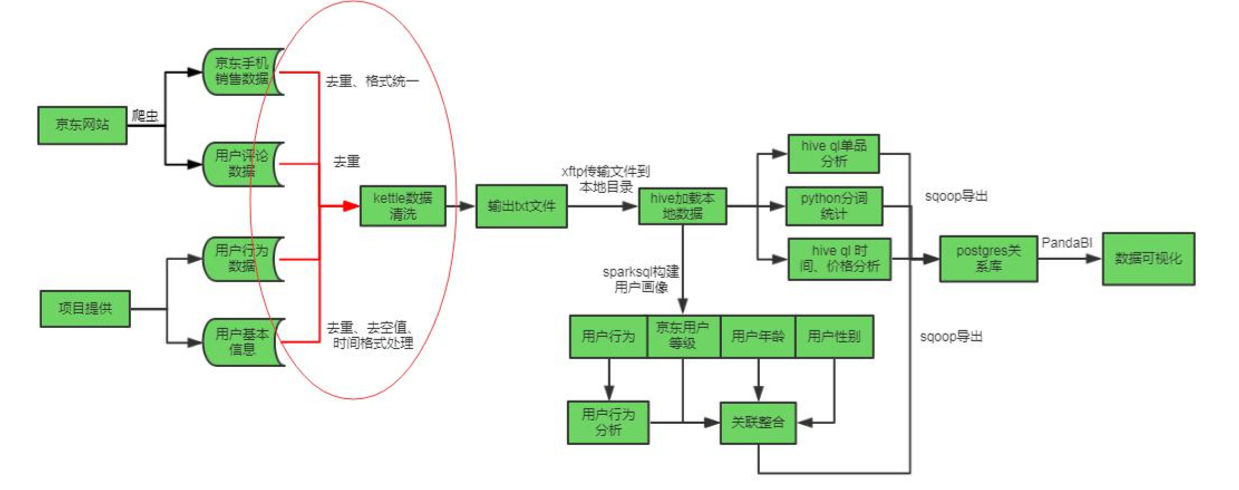 京东手机
销售数据
去重、格式统一
京东网站
爬虫
用户评论
数据
去重
kettle数据
清洗
输出txt文件
xftp传输文件到
本地目录
hive加载本
地数据
hive ql单品
分析
python分词
统计
hive ql 时
间、价格分析
sqoop导出
postgres关
系库
PandaBI
数据可视化
用户行为
数据
项目提供
用户基本
信息
去重、去空值、
时间格式处理
sparksql构建
用户画像
用户行为
京东用户
等级
用户年龄
用户性别
sqoop导出
用户行为
分析
关联整合